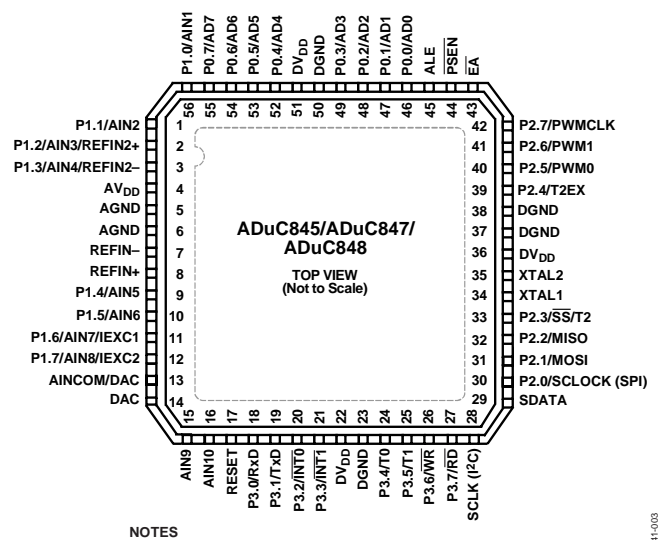 P1.0/AIN1
P0.7/AD7
P0.6/AD6
P0.5/AD5
P0.4/AD4
DVDD
DGND
P0.3/AD3
P0.2/AD2
P0.1/AD1
P0.0/AD0
ALE
PSEN
EA
56
55
54
53
52
51
50
49
48
47
46
45
44
43
P1.1/AIN2 1
P1.2/AIN3/REFIN2+ 2
P1.3/AIN4/REFIN2– 3
AVDD 4
AGND 5
AGND 6
REFIN– 7
REFIN+ 8
P1.4/AIN5 9
P1.5/AIN6 10
P1.6/AIN7/IEXC1 11
P1.7/AIN8/IEXC2 12
AINCOM/DAC 13
DAC 14
ADuC845/ADuC847/
ADuC848
TOP VIEW
(Not to Scale)
42 P2.7/PWMCLK
41 P2.6/PWM1
40 P2.5/PWM0
39 P2.4/T2EX
38 DGND
37 DGND
36 DVDD
35 XTAL2
34 XTAL1
33 P2.3/SS/T2
32 P2.2/MISO
31 P2.1/MOSI
30 P2.0/SCLOCK (SPI)
29 SDATA
15
16
17
18
19
20
21
22
23
24
25
26
27
28
AIN9
AIN10
RESET
P3.0/RxD
P3.1/TxD
P3.2/INT0
P3.3/INT1
DVDD
DGND
P3.4/T0
P3.5/T1
P3.6/WR
P3.7/RD
SCLK (I2C)
NOTES
41-003